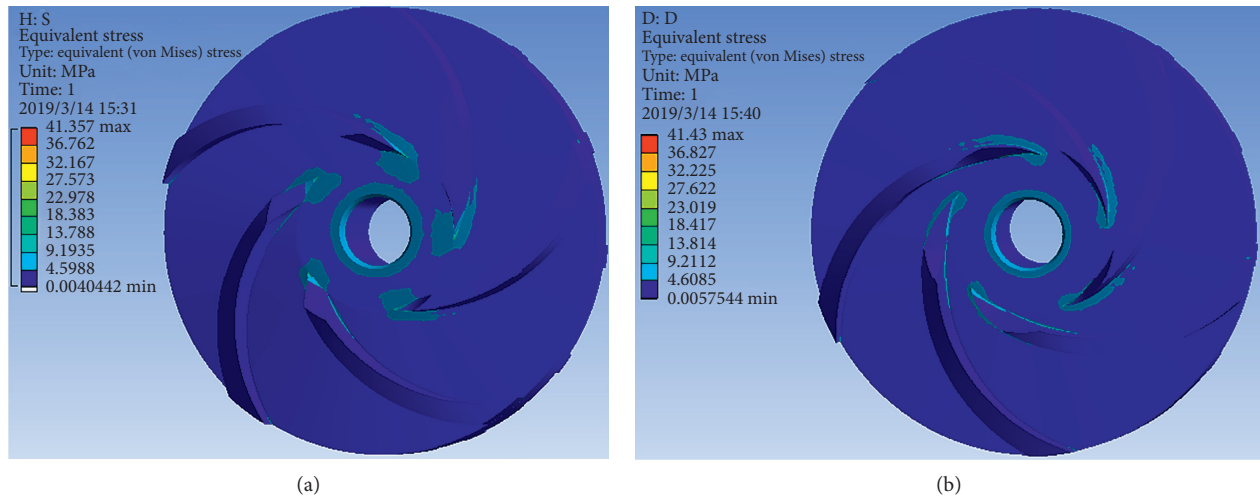 H: S
Equivalent stress
Type: equivalent (von Mises) stress
Unit: MPa
Time: 1
2019/3/14 15:31
41.357 max
36.762
32.167
27.573
22.978
18.383
13.788
9.1935
4.5988
0.0040442 min
(a)
D: D
Equivalent stress
Type: equivalent (von Mises) stress
Unit: MPa
Time: 1
2019/3/14 15:40
41.43 max
36.827
32.225
27.622
23.019
18.417
13.814
9.2112
4.6085
0.0057544 min
(b)